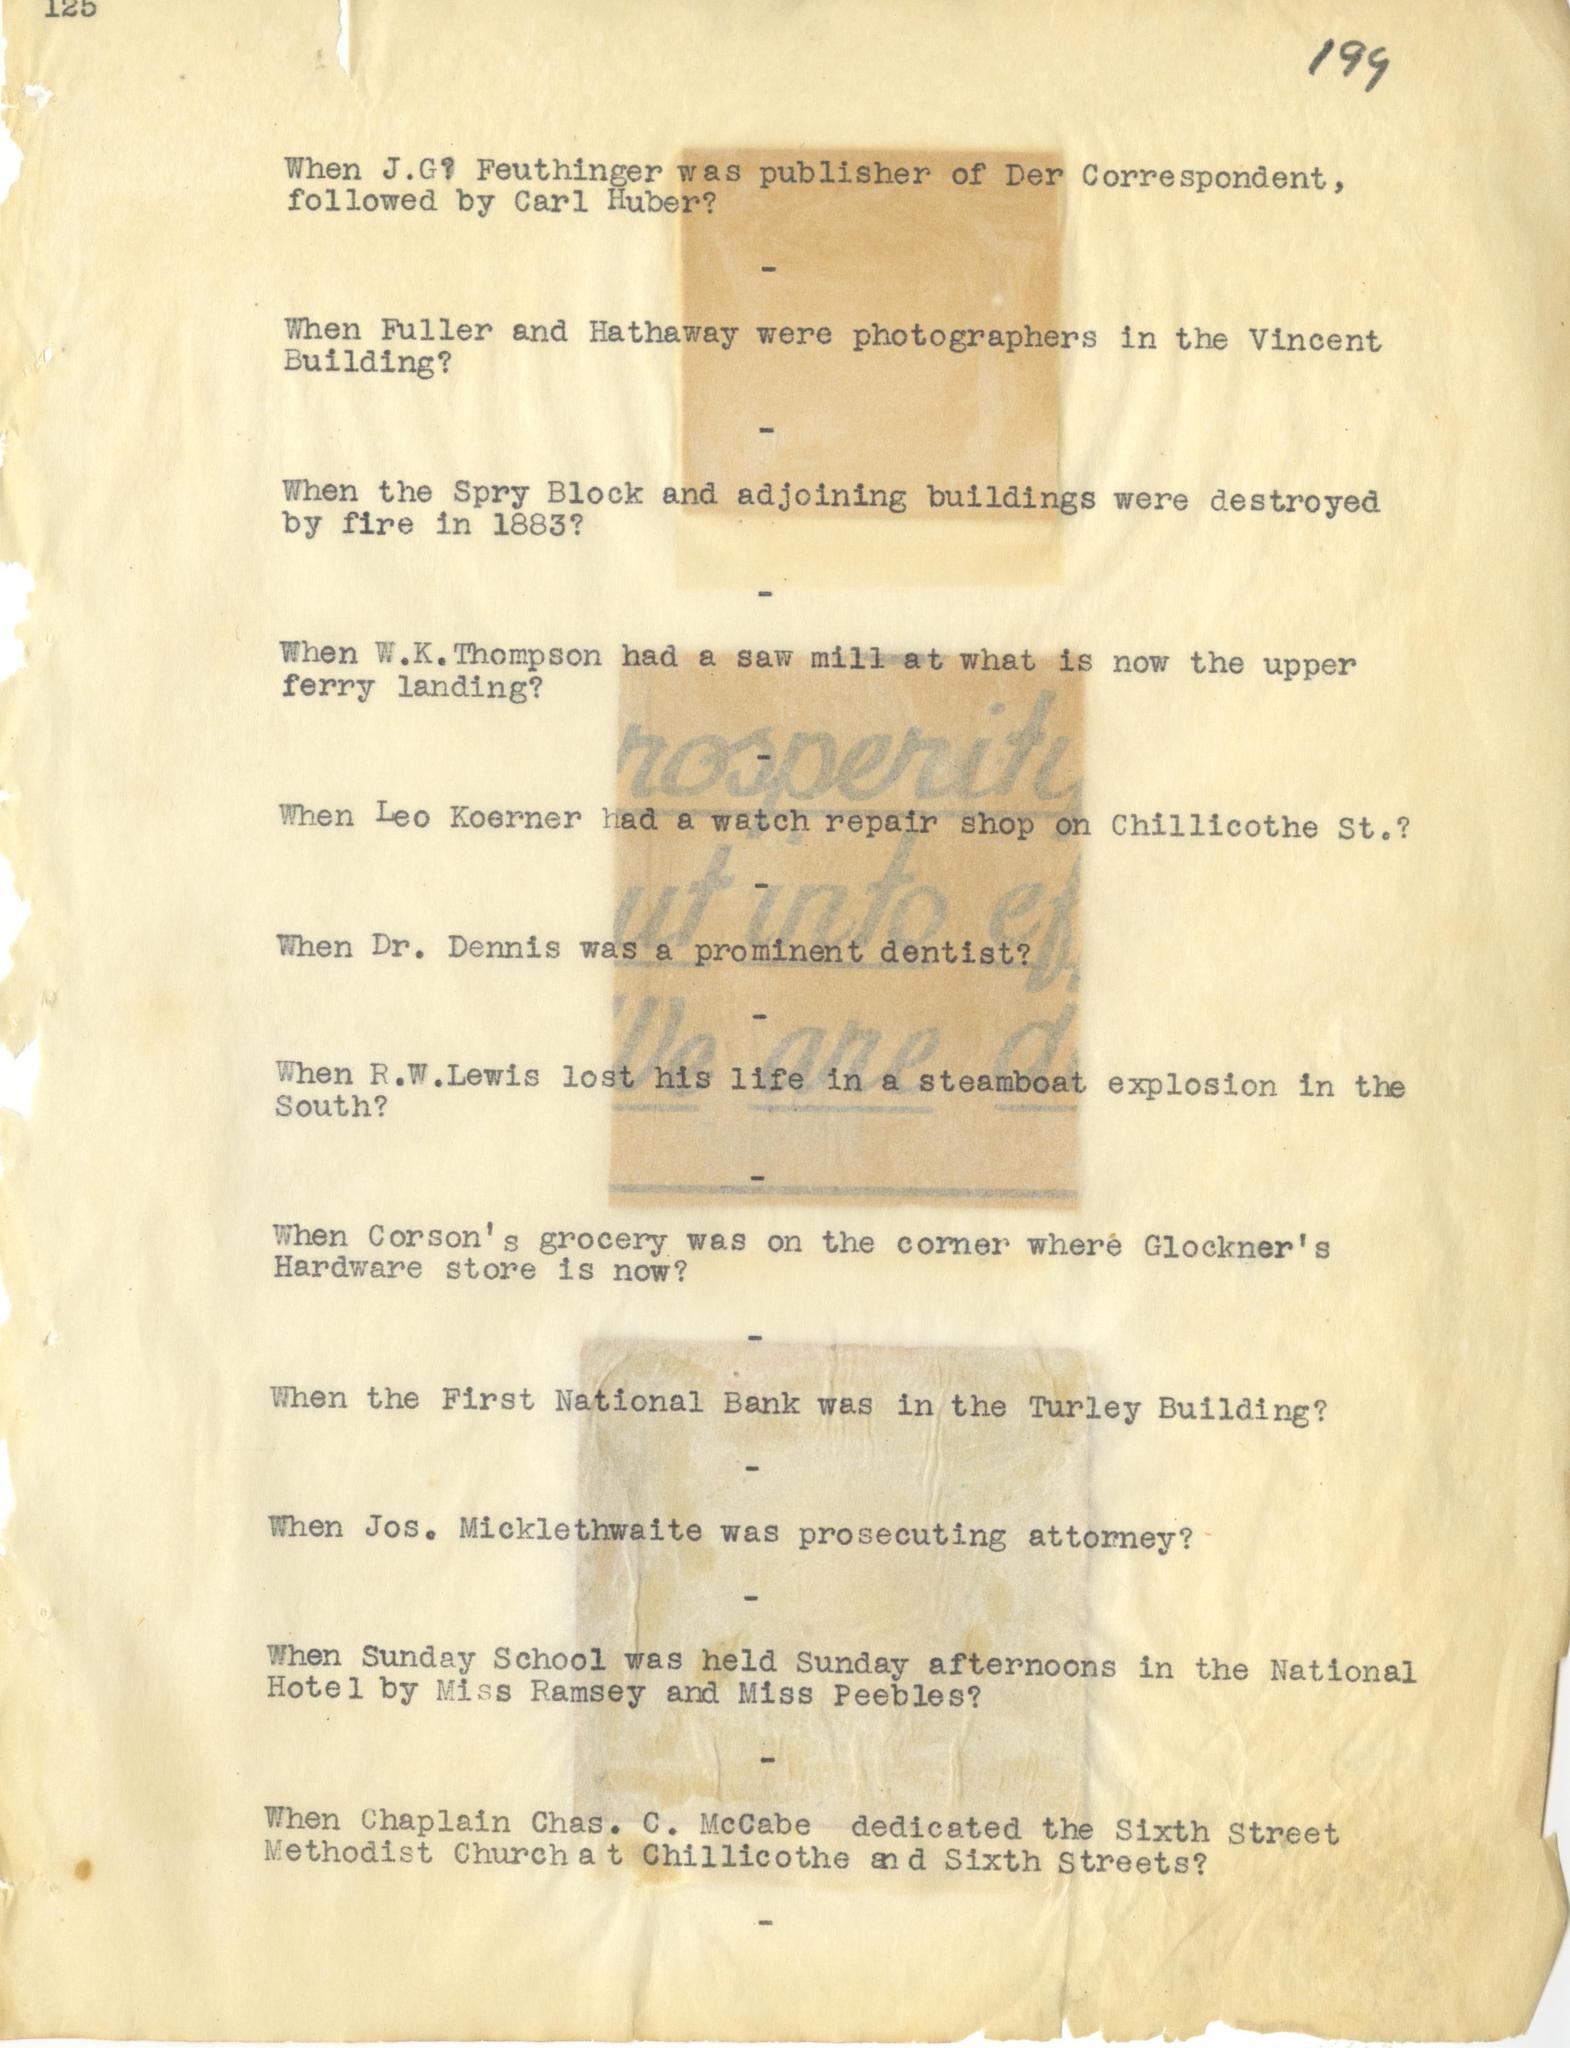 125
199
When J.G? Feuthinger was publisher of Der Correspondent,
followed by Carl Huber?
-
When Fuller and Hathaway were photographers in the Vincent
Building?
-
When the Spry Block and adjoining buildings were destroyed
by fire in 1883?
-
When W.K.Thompson had a saw mill at what is now the upper
ferry landing?
-
When Leo Koerner had a watch repair shop on Chillicothe St.?
-
When Dr. Dennis was a prominent dentist?
-
When R.W.Lewis lost his life in a steamboat explosion in the
South?
-
When Corson's grocery was on the corner where Glockner's
Hardware store is now?
-
When the First National Bank was in the Turley Building?
-
When Jos. Micklethwaite was prosecuting attorney?
-
When Sunday School was held Sunday afternoons in the National
Hotel by Miss Ramsey and Miss Peebles?
-
When Chaplain Chas. C. McCabe dedicated the Sixth Street
Methodist Church at Chillicothe and Sixth Streets?
-
rosperity
ut into ef
We are d